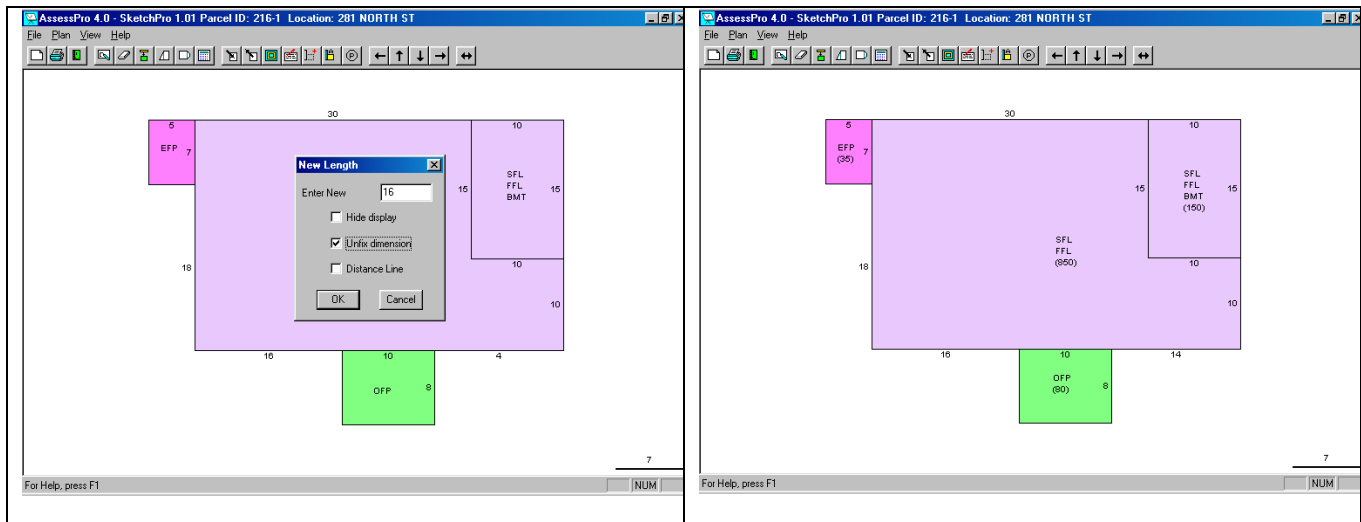 AssessPro 4.0 - SketchPro 1.01 Parcel ID: 216-1 Location: 281 NORTH ST
File Plan View Help
30
5
10
EFP 7
New Length
Enter New 16
Hide display
Unfix dimension
Distance Line
OK Cancel
15
SFL
FFL
BMT
15
18
10
10
16
10
4
OFP 8
7
For Help, press F1
NUM
AssessPro 4.0 - SketchPro 1.01 Parcel ID: 216-1 Location: 281 NORTH ST
File Plan View Help
30
5
10
EFP
(35)
7
15
SFL
FFL
BMT
(150)
15
SFL
FFL
(850)
18
10
10
16
10
14
OFP
(80)
8
7
For Help, press F1
NUM